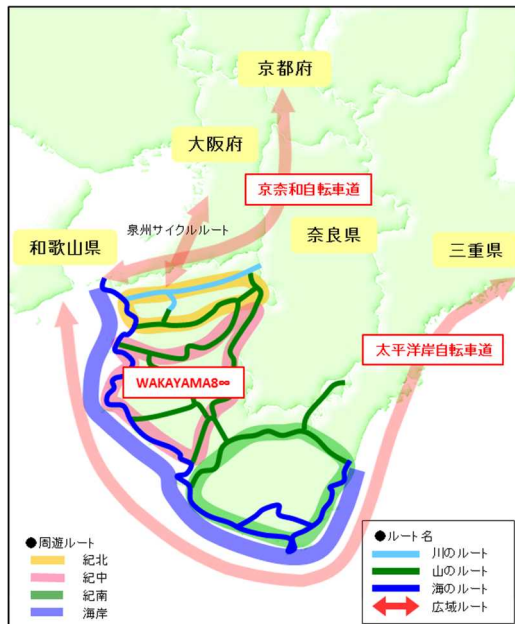 京都府
大阪府
京奈和自転車道
泉州サイクルルート
和歌山県
奈良県
三重県
太平洋岸自転車道
WAKAYAMA8∞
●周遊ルート
紀北
紀中
紀南
海岸
●ルート名
川のルート
山のルート
海のルート
広域ルート